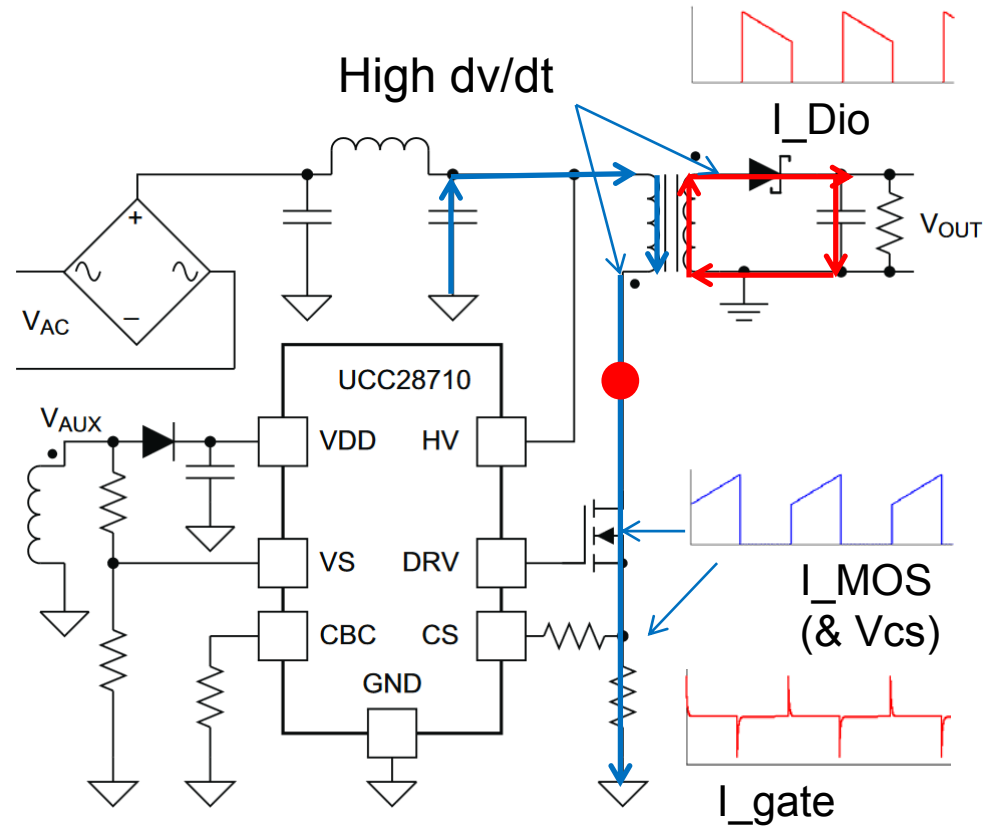 High dv/dt
I_Dio
+
−
VAC
VOUT
UCC28710
VAUX
VDD
HV
VS
DRV
CBC
CS
GND
I_MOS
(& Vcs)
I_gate